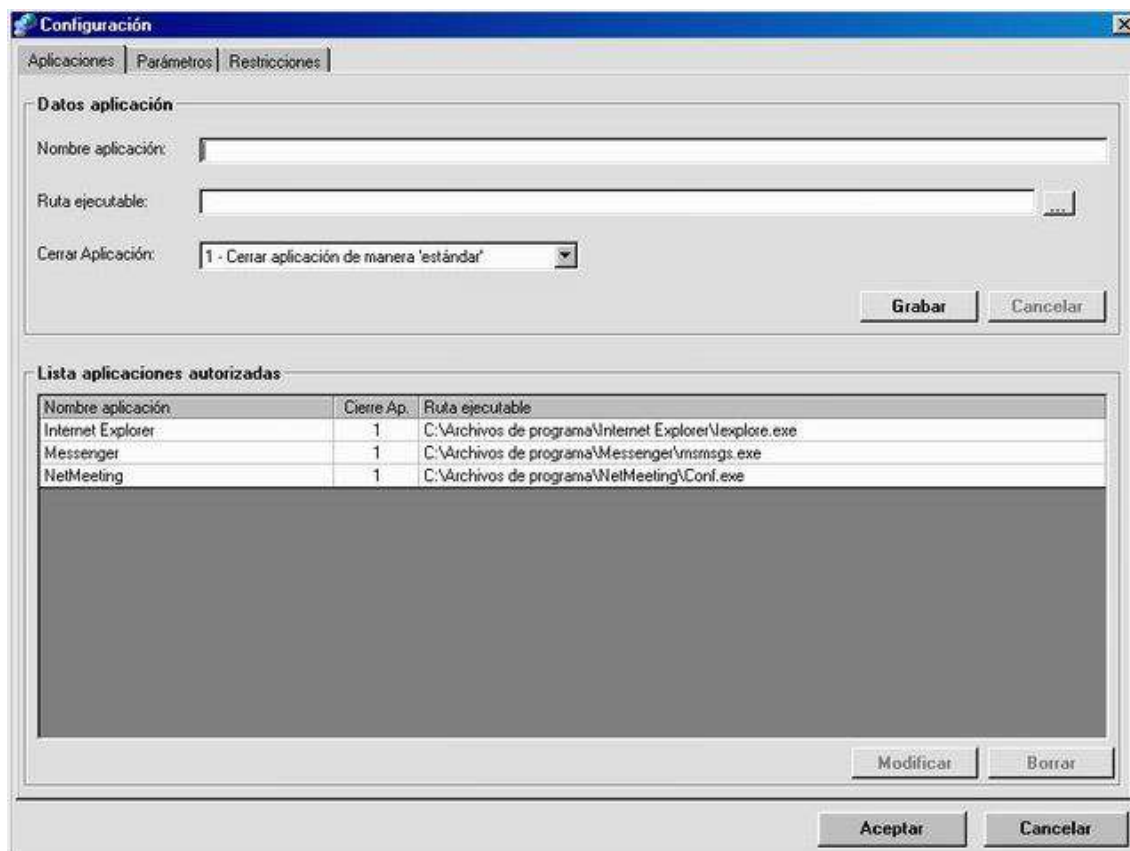 Configuración
Aplicaciones Parámetros Restricciones
Datos aplicación
Nombre aplicación:
Ruta ejecutable:
...
Cerrar Aplicación:
1 - Cerrar aplicación de manera 'estándar'
Grabar Cancelar
Lista aplicaciones autorizadas
Nombre aplicación Cierre Ap. Ruta ejecutable
Internet Explorer 1 C:\Archivos de programa\Internet Explorer\Iexplore.exe
Messenger 1 C:\Archivos de programa\Messenger\msmsgs.exe
NetMeeting 1 C:\Archivos de programa\NetMeeting\Conf.exe
Modificar Borrar
Aceptar Cancelar